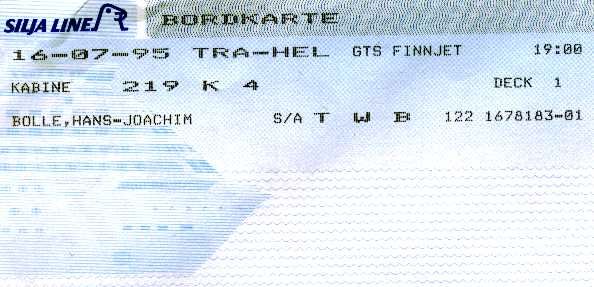 SILJA LINE BORDKARTE
16-07-95 TRA-HEL GTS FINNJET 19:00
KABINE 219 K 4 DECK 1
BOLLE,HANS-JOACHIM S/A T W B 122 1678183-01